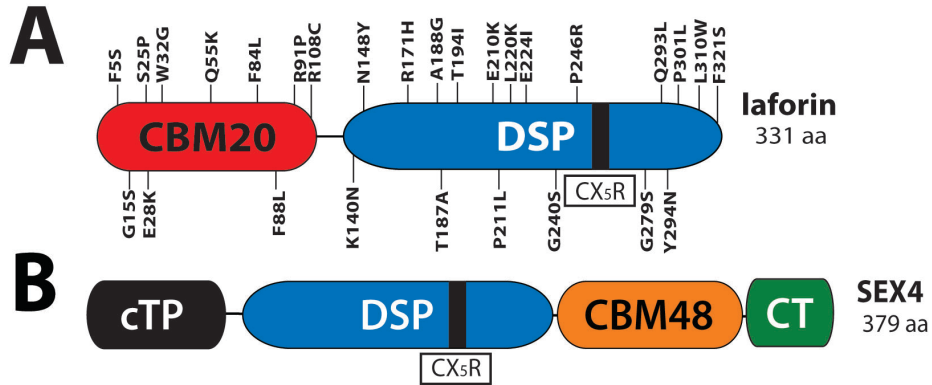 A
F5S
S25P
W32G
Q55K
F84L
R91P
R108C
N148Y
R171H
A188G
T194I
E210K
L220K
E224I
P246R
Q293L
P301L
L310W
F321S
CBM20
DSP
laforin
331 aa
CX5R
G15S
E28K
F88L
K140N
T187A
P211L
G240S
G279S
Y294N
B
cTP
DSP
CBM48
CT
SEX4
379 aa
CX5R